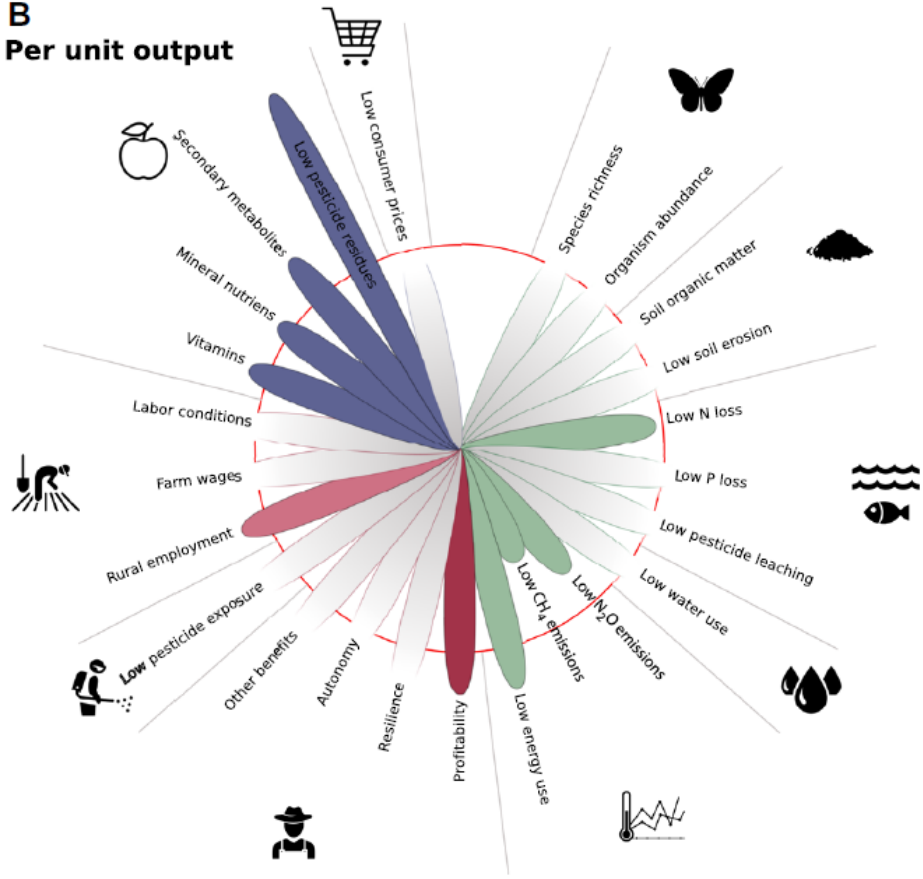 B
Per unit output
Low consumer prices
Species richness
Organism abundance
Soil organic matter
Low soil erosion
Low N loss
Low P loss
Low pesticide leaching
Low water use
Low N₂O emissions
Low CH₄ emissions
Low energy use
Profitability
Resilience
Autonomy
Other benefits
Low pesticide exposure
Rural employment
Farm wages
Labor conditions
Vitamins
Mineral nutriens
Secondary metabolites
Low pesticide residues